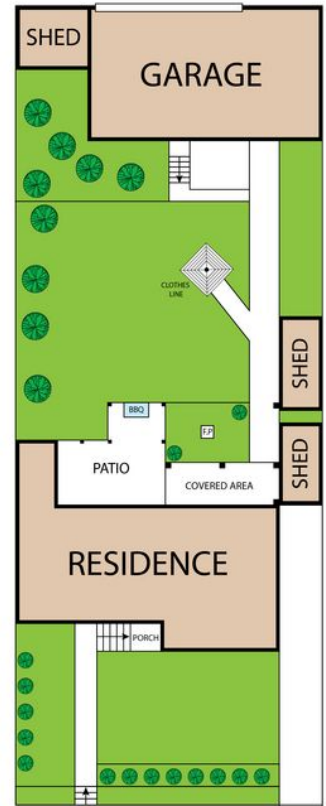 SHED
GARAGE
CLOTHES
LINE
SHED
BBQ
F.P
SHED
PATIO
COVERED AREA
RESIDENCE
PORCH